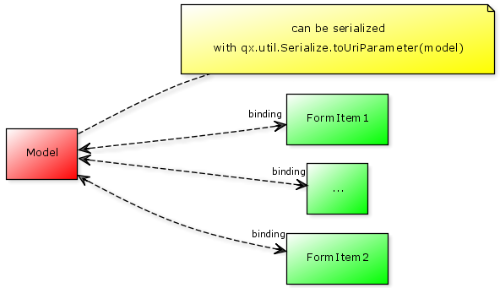 can be serialized
with qx.util.Serialize.toUriParameter(model)
binding
FormItem1
Model
binding
...
binding
FormItem2